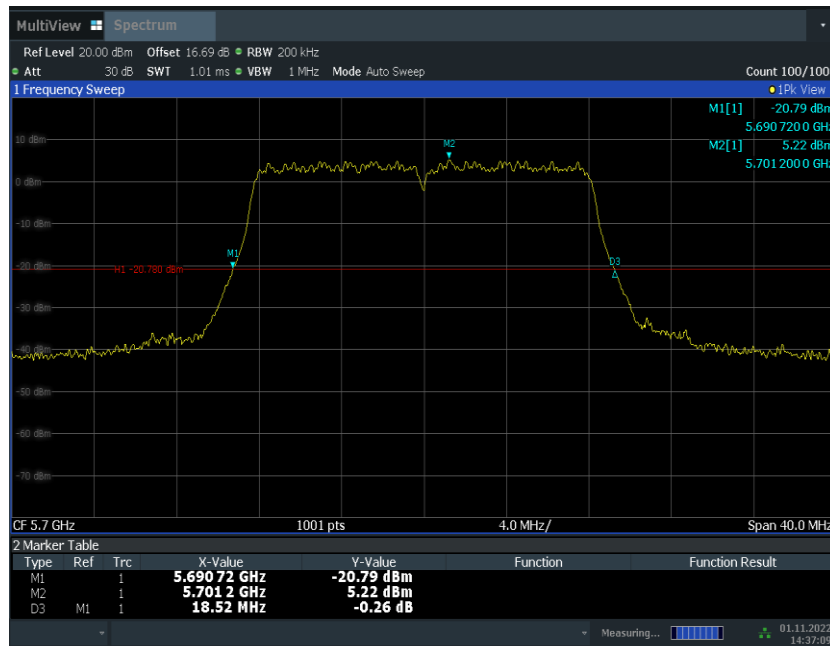 MultiView Spectrum
Ref Level 20.00 dBm Offset 16.69 dB RBW 200 kHz
Att 30 dB SWT 1.01 ms VBW 1 MHz Mode Auto Sweep Count 100/100
1 Frequency Sweep 1Pk View
M1[1] -20.79 dBm
5.690 720 0 GHz
10 dBm
M2
M2[1] 5.22 dBm
5.701 200 0 GHz
0 dBm
-10 dBm
M1
-20 dBm
H1 -20.780 dBm
D3
-30 dBm
-40 dBm
-50 dBm
-60 dBm
-70 dBm
CF 5.7 GHz 1001 pts 4.0 MHz/ Span 40.0 MHz
2 Marker Table
Type Ref Trc X-Value Y-Value Function Function Result
M1 1 5.690 72 GHz -20.79 dBm
M2 1 5.701 2 GHz 5.22 dBm
D3 M1 1 18.52 MHz -0.26 dB
Measuring... 01.11.2022
14:37:09